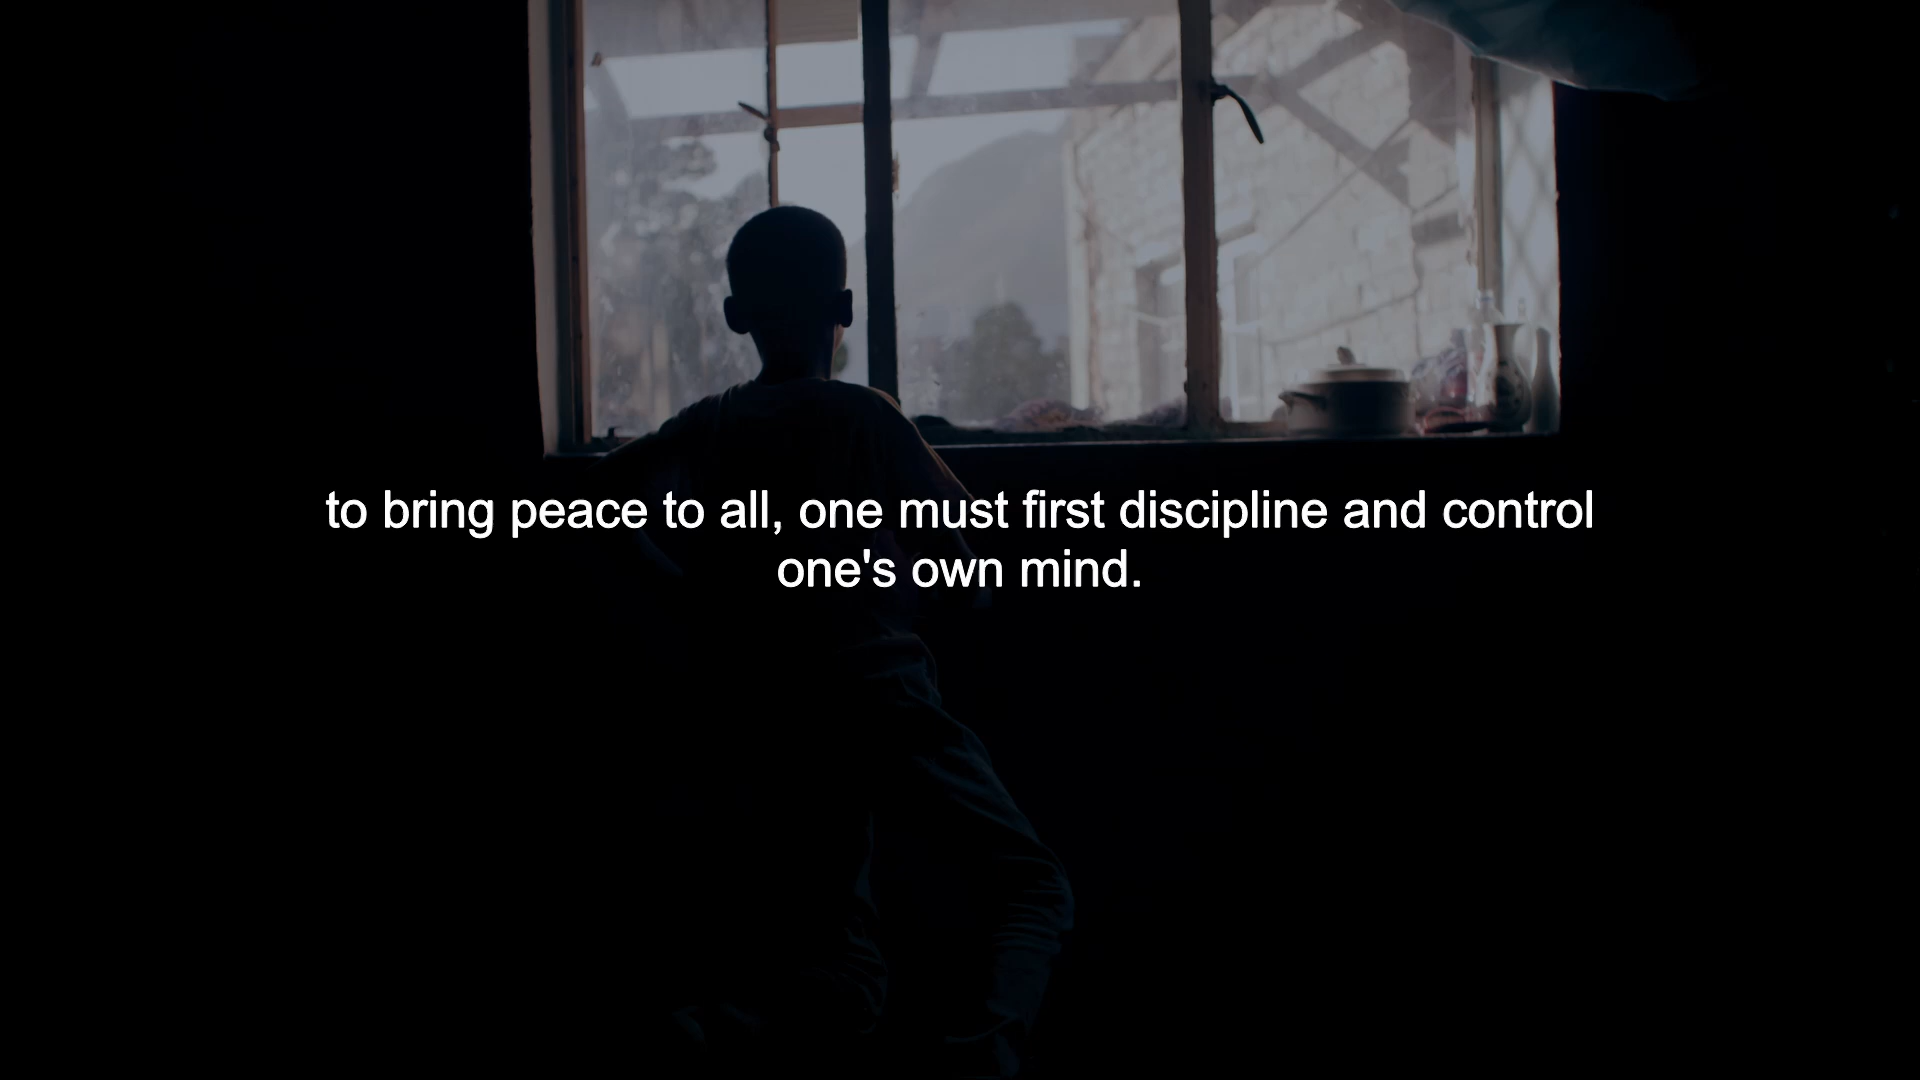 to bring peace to all, one must first discipline and control
one's own mind.